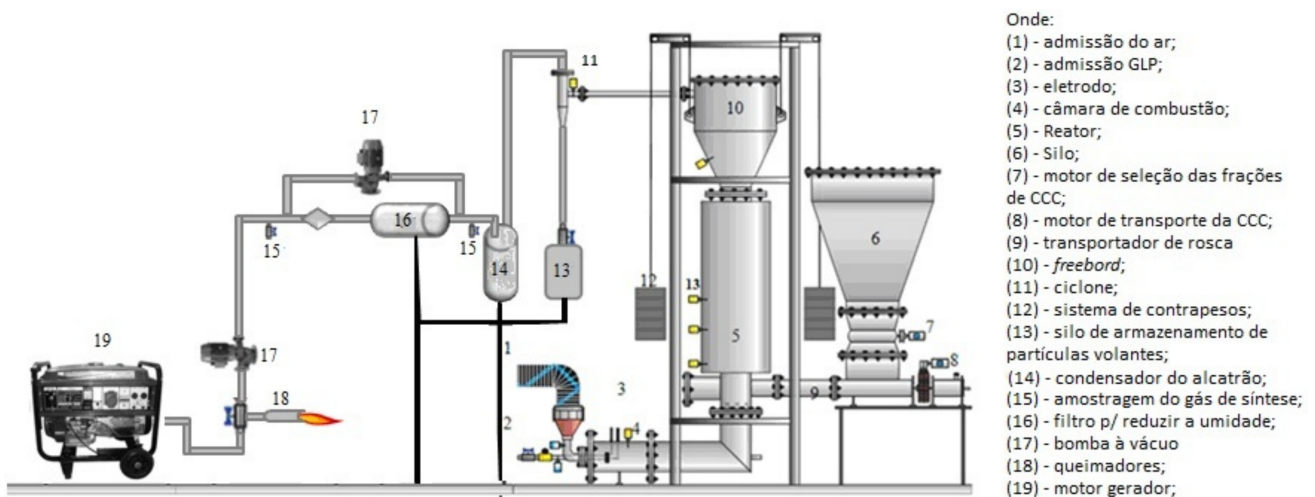 Onde:
(1) - admissão do ar;
(2) - admissão GLP;
(3) - eletrodo;
(4) - câmara de combustão;
(5) - Reator;
(6) - Silo;
(7) - motor de seleção das frações
de CCC;
(8) - motor de transporte da CCC;
(9) - transportador de rosca
(10) - freebord;
(11) - ciclone;
(12) - sistema de contrapesos;
(13) - silo de armazenamento de
partículas volantes;
(14) - condensador do alcatrão;
(15) - amostragem do gás de síntese;
(16) - filtro p/ reduzir a umidade;
(17) - bomba à vácuo
(18) - queimadores;
(19) - motor gerador;
11
10
17
16
15
15
14
13
12
13
6
5
7
8
9
1
2
3
4
17
18
19